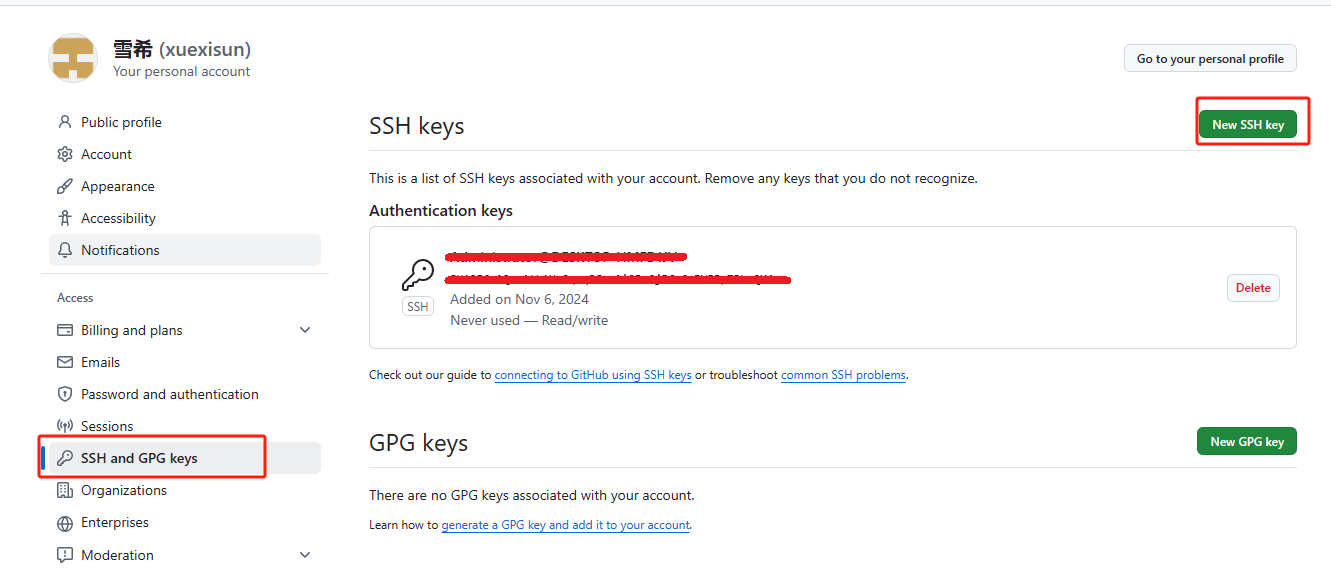 雪希 (xuexisun)
Your personal account
Go to your personal profile
Public profile
Account
Appearance
Accessibility
Notifications
Access
Billing and plans
Emails
Password and authentication
Sessions
SSH and GPG keys
Organizations
Enterprises
Moderation
SSH keys
New SSH key
This is a list of SSH keys associated with your account. Remove any keys that you do not recognize.
Authentication keys
SSH
Added on Nov 6, 2024
Never used — Read/write
Delete
Check out our guide to connecting to GitHub using SSH keys or troubleshoot common SSH problems.
GPG keys
New GPG key
There are no GPG keys associated with your account.
Learn how to generate a GPG key and add it to your account.